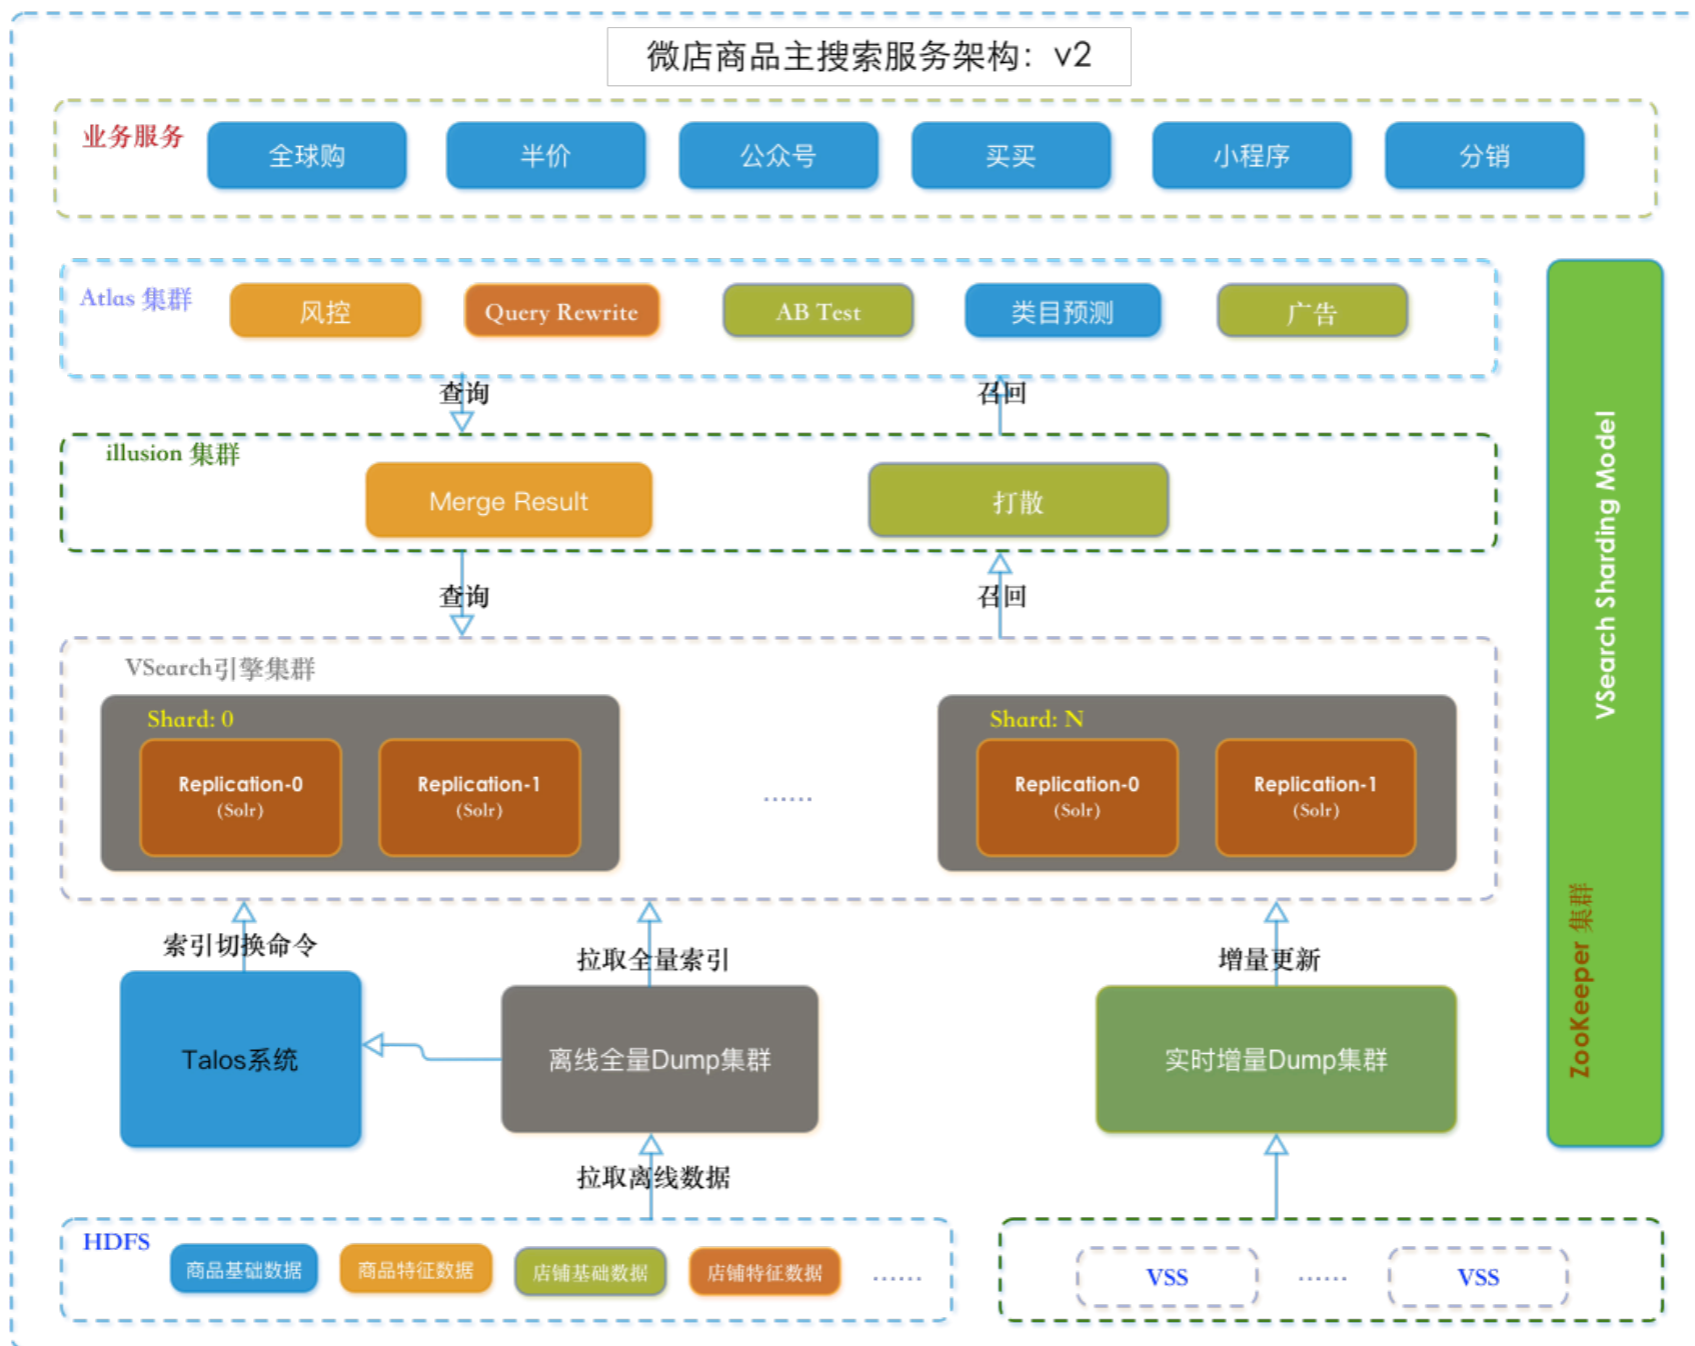 微店商品主搜索服务架构：v2
业务服务
全球购
半价
公众号
买买
小程序
分销
Atlas 集群
风控
Query Rewrite
AB Test
类目预测
广告
查询
召回
illusion 集群
Merge Result
打散
查询
召回
VSearch引擎集群
Shard: 0
Replication-0
(Solr)
Replication-1
(Solr)
......
Shard: N
Replication-0
(Solr)
Replication-1
(Solr)
VSearch Sharding Model
ZooKeeper 集群
索引切换命令
拉取全量索引
增量更新
Talos系统
离线全量Dump集群
实时增量Dump集群
拉取离线数据
HDFS
商品基础数据
商品特征数据
店铺基础数据
店铺特征数据
......
VSS
......
VSS